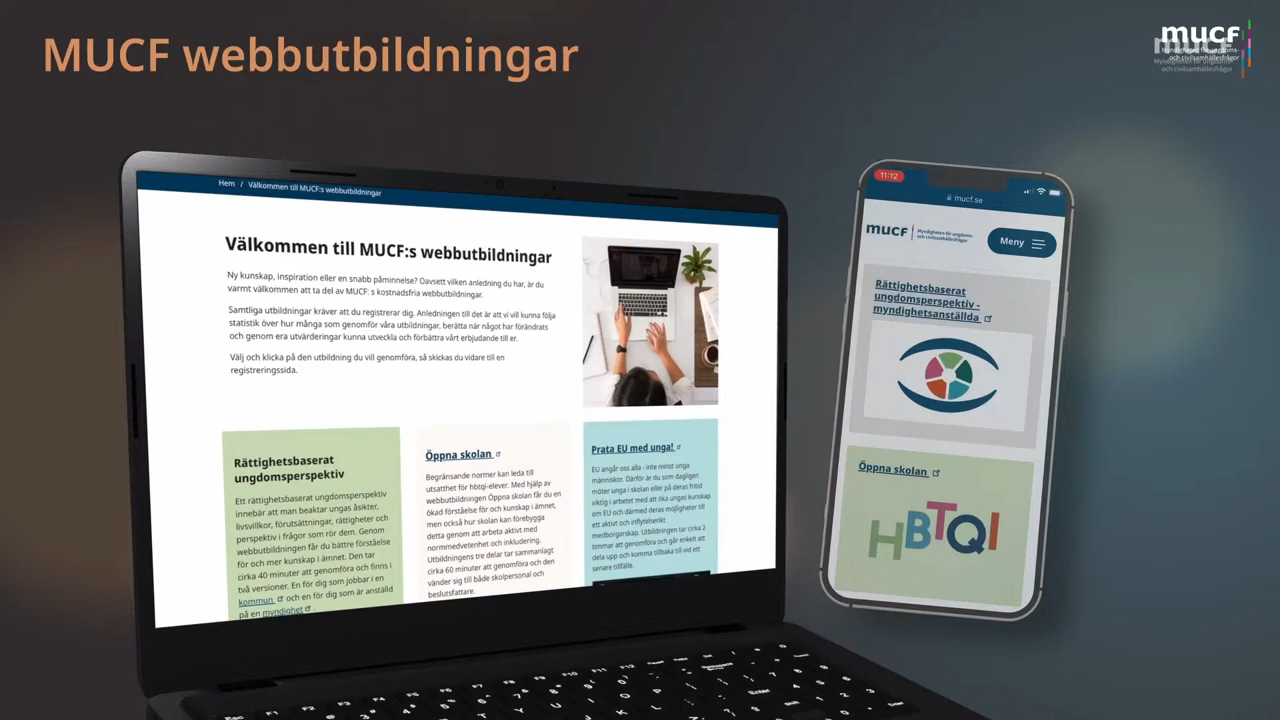 MUCF webbutbildningar
mucf
Myndigheten för ungdoms-
och civilsamhällesfrågor
Hem / Välkommen till MUCF:s webbutbildningar
Välkommen till MUCF:s webbutbildningar
Ny kunskap, inspiration eller en snabb påminnelse? Oavsett vilken anledning du har, är du
varmt välkommen att ta del av MUCF: s kostnadsfria webbutbildningar.
Samtliga utbildningar kräver att du registrerar dig. Anledningen till det är att vi vill kunna följa
statistik över hur många som genomför våra utbildningar, berätta när något har förändrats
och genom era utvärderingar kunna utveckla och förbättra vårt erbjudande till er.
Välj och klicka på den utbildning du vill genomföra, så skickas du vidare till en
registreringssida.
Rättighetsbaserat
ungdomsperspektiv
Ett rättighetsbaserat ungdomsperspektiv
innebär att man beaktar ungas åsikter,
livsvillkor, förutsättningar, rättigheter och
perspektiv i frågor som rör dem. Genom
webbutbildningen får du bättre förståelse
för och mer kunskap i ämnet. Den tar
cirka 40 minuter att genomföra och finns i
två versioner. En för dig som jobbar i en
kommun och en för dig som är anställd
på en myndighet .
Öppna skolan
Begränsande normer kan leda till
utsatthet för hbtqi-elever. Med hjälp av
webbutbildningen Öppna skolan får du en
ökad förståelse för och kunskap i ämnet,
men också hur skolan kan förebygga
detta genom att arbeta aktivt med
normmedvetenhet och inkludering.
Utbildningens tre delar tar sammanlagt
cirka 60 minuter att genomföra och den
vänder sig till både skolpersonal och
beslutsfattare.
Prata EU med unga!
EU angår oss alla - inte minst unga
människor. Därför är du som dagligen
möter unga i skolan eller på deras fritid
viktig i arbetet med att öka ungas kunskap
om EU och därmed deras möjligheter till
ett aktivt och inflytelserikt
medborgarskap. Utbildningen tar cirka 2
timmar att genomföra och går enkelt att
dela upp och komma tillbaka till vid ett
senare tillfälle.
11:12
mucf.se
mucf
Myndigheten för ungdoms-
och civilsamhällesfrågor
Meny
Rättighetsbaserat
ungdomsperspektiv -
myndighetsanställda
Öppna skolan
HBTQI